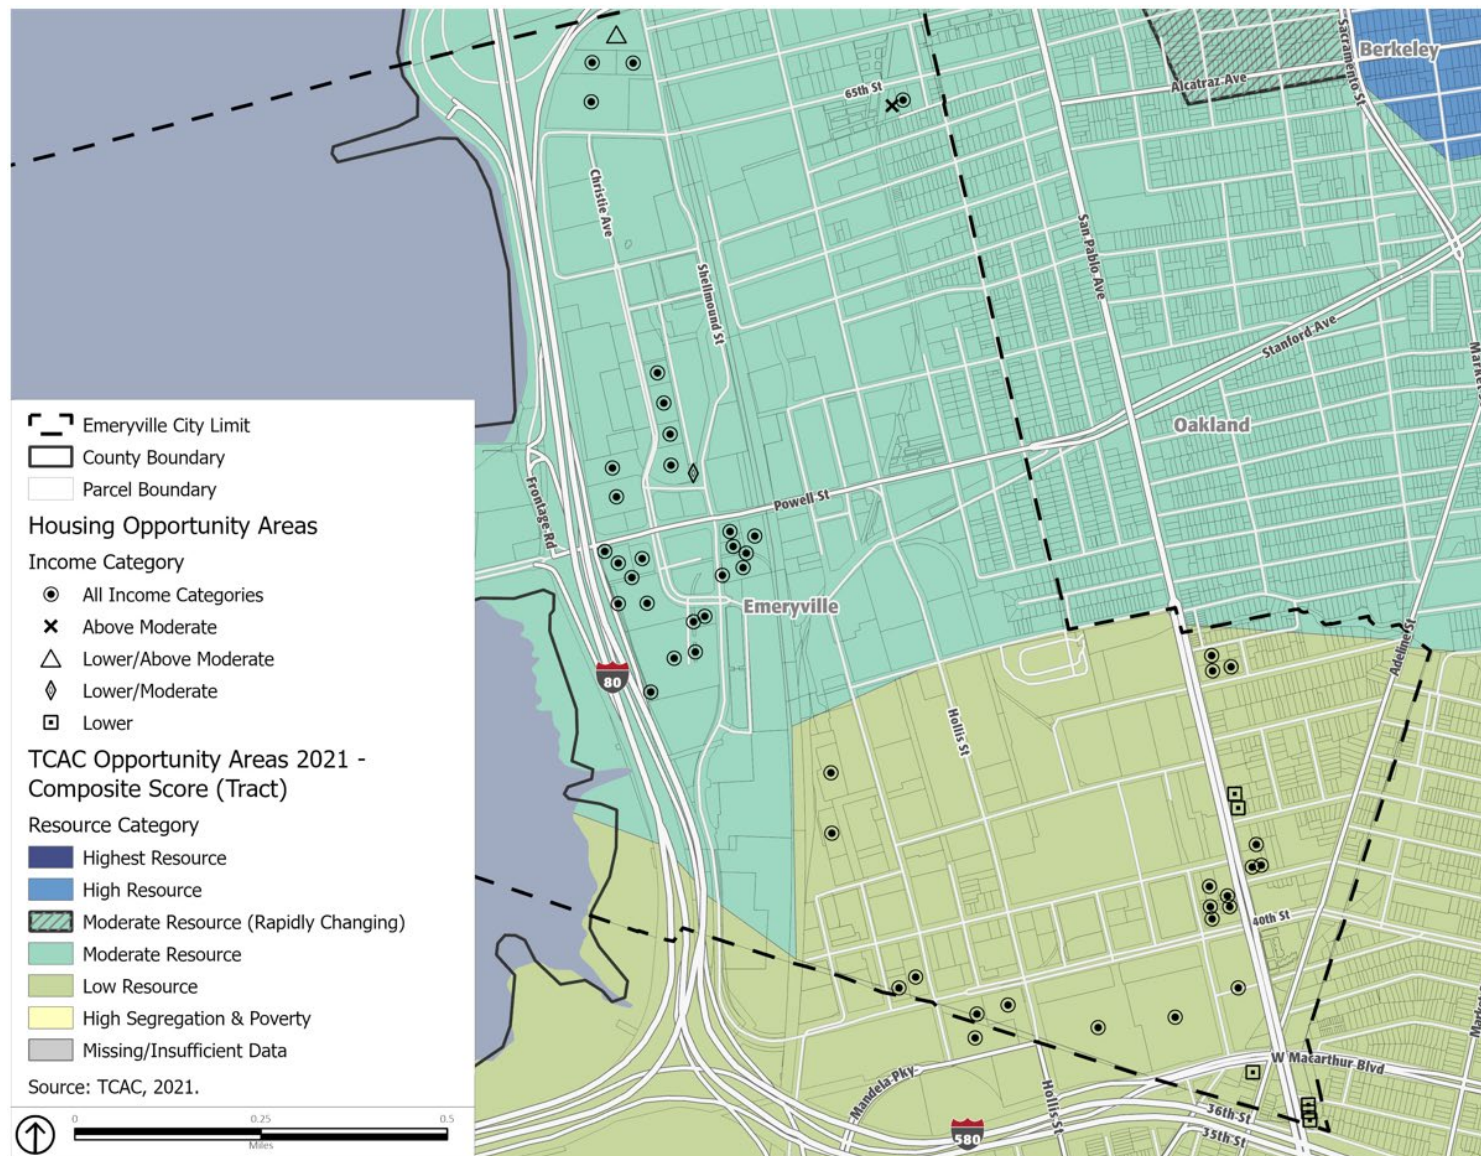 Berkeley
Sacramento St
Alcatraz Ave
65th St
Christie Ave
Shellmound St
San Pablo Ave
Stanford Ave
Oakland
Powell St
Frontage Rd
Emeryville
80
Adeline St
Hollis St
40th St
W Macarthur Blvd
Mandela Pky
Hollis St
36th St
35th St
580
Emeryville City Limit
County Boundary
Parcel Boundary
Housing Opportunity Areas
Income Category
All Income Categories
Above Moderate
Lower/Above Moderate
Lower/Moderate
Lower
TCAC Opportunity Areas 2021 -
Composite Score (Tract)
Resource Category
Highest Resource
High Resource
Moderate Resource (Rapidly Changing)
Moderate Resource
Low Resource
High Segregation & Poverty
Missing/Insufficient Data
Source: TCAC, 2021.
0 0.25 0.5
Miles